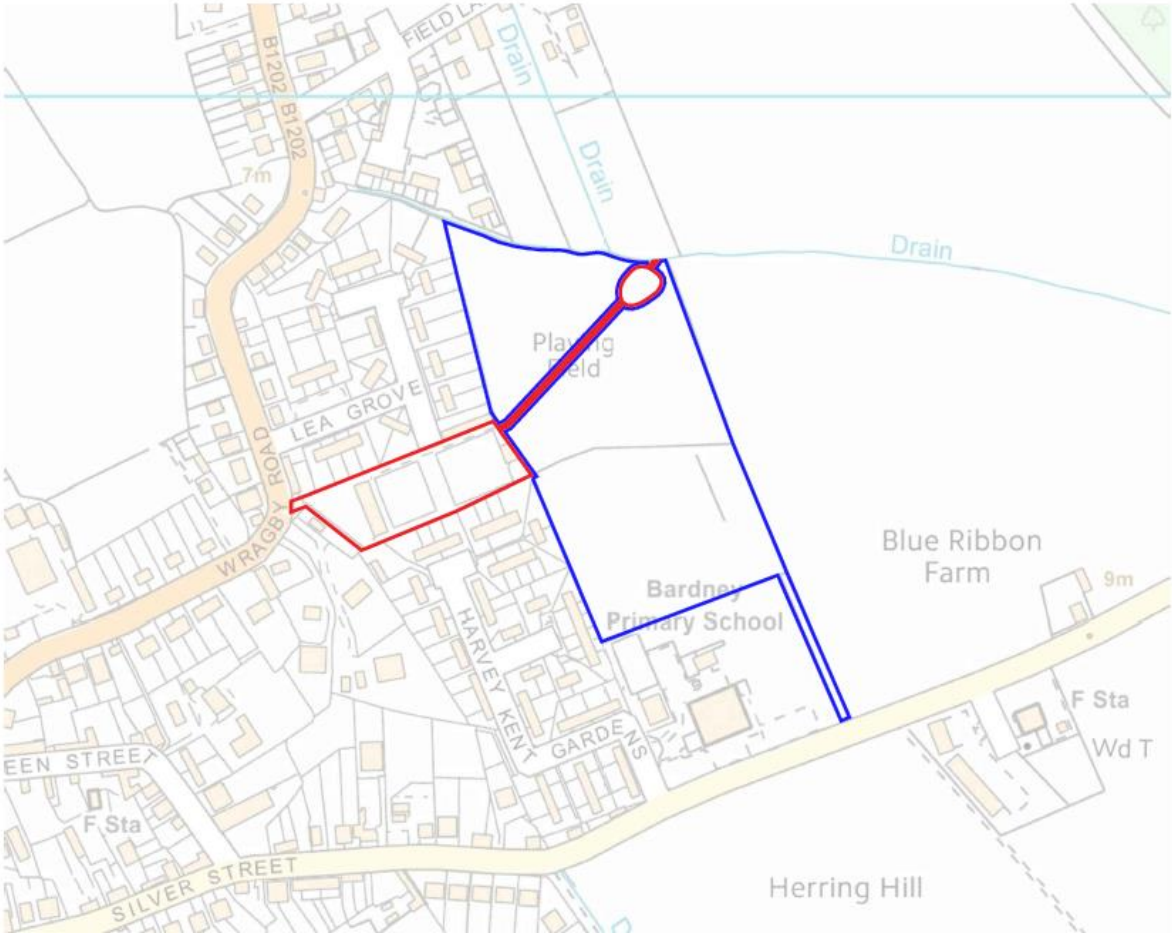 FIELD LA
Drain
B1202 B1202
Drain
7m
Drain
Playing
Field
LEA GROVE
WRAGBY ROAD
Blue Ribbon
Farm
9m
Bardney
Primary School
HARVEY KENT
GARDENS
F Sta
Wd T
EEN STREET
F Sta
SILVER STREET
Herring Hill
D